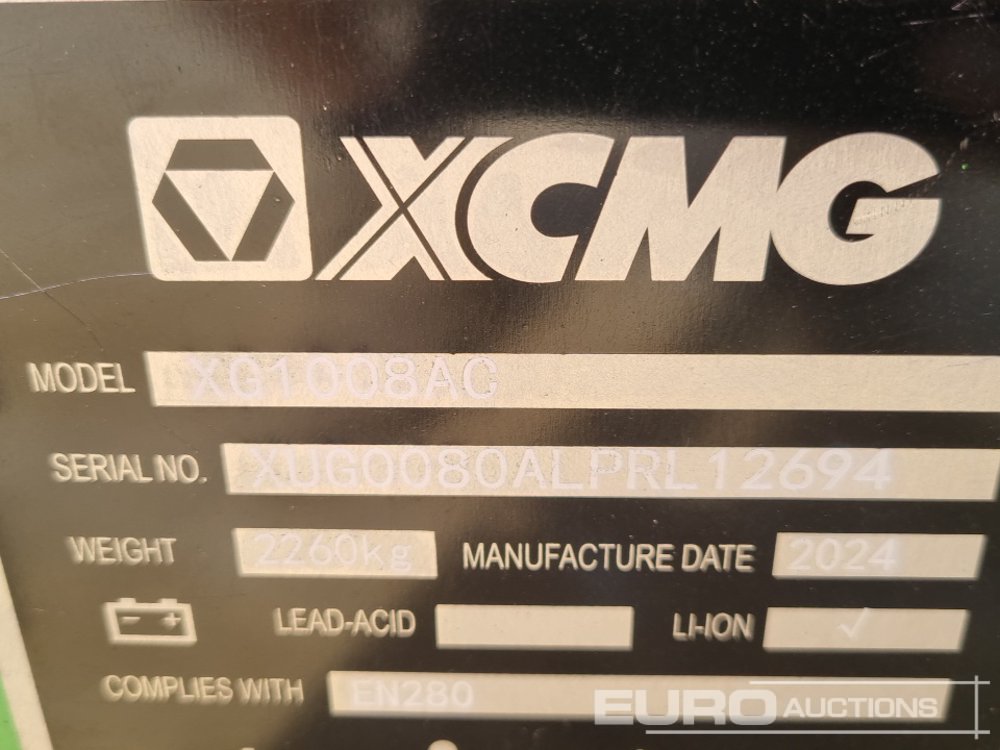 XCMG
MODEL XG1008AC
SERIAL NO. XUG0080ALPRL12694
WEIGHT 2260kg MANUFACTURE DATE 2024
- + LEAD-ACID LI-ION ✓
COMPLIES WITH EN280
EURO AUCTIONS